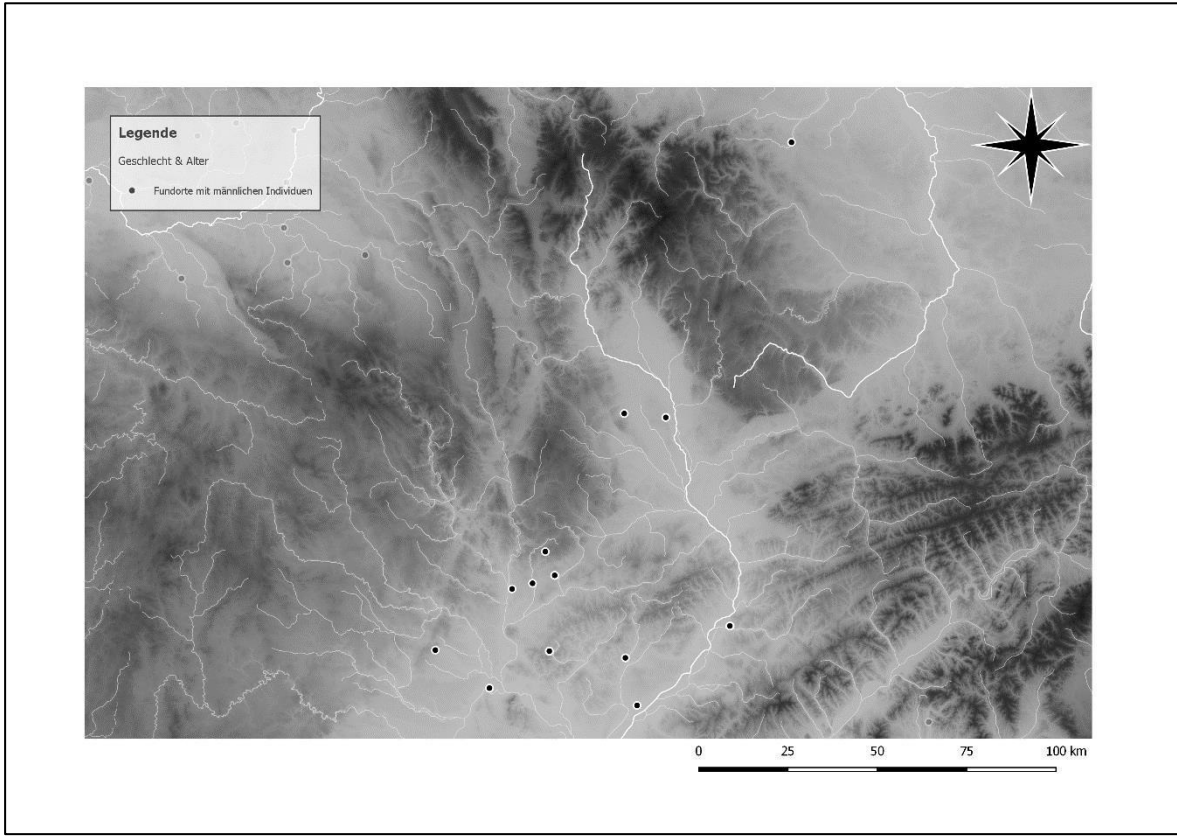 Legende
Geschlecht & Alter
Fundorte mit männlichen Individuen
0 25 50 75 100 km